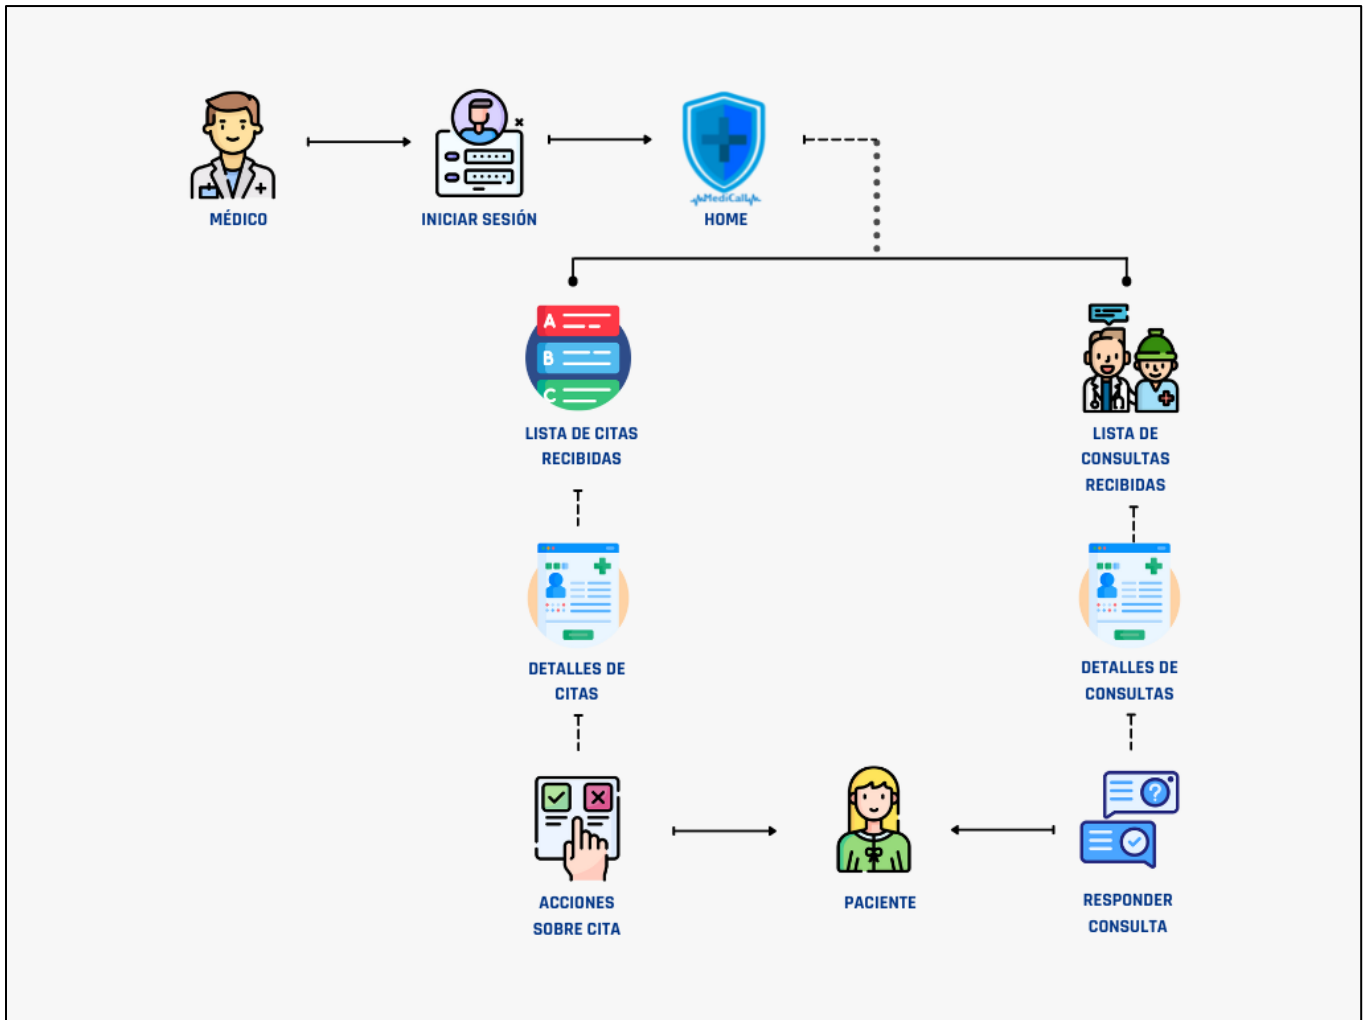 MÉDICO
INICIAR SESIÓN
MediCall
HOME
A
B
C
LISTA DE CITAS
RECIBIDAS
LISTA DE
CONSULTAS
RECIBIDAS
DETALLES DE
CITAS
DETALLES DE
CONSULTAS
ACCIONES
SOBRE CITA
PACIENTE
?
RESPONDER
CONSULTA